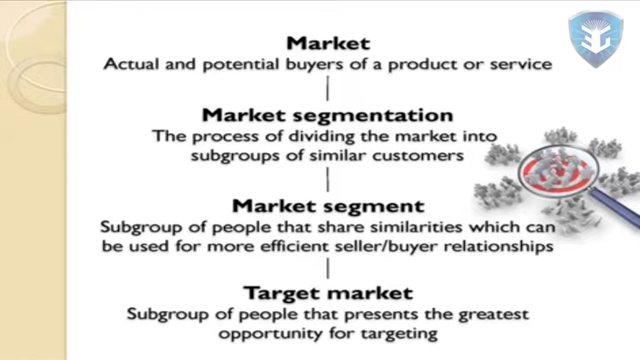 Market
Actual and potential buyers of a product or service
Market segmentation
The process of dividing the market into
subgroups of similar customers
Market segment
Subgroup of people that share similarities which can
be used for more efficient seller/buyer relationships
Target market
Subgroup of people that presents the greatest
opportunity for targeting